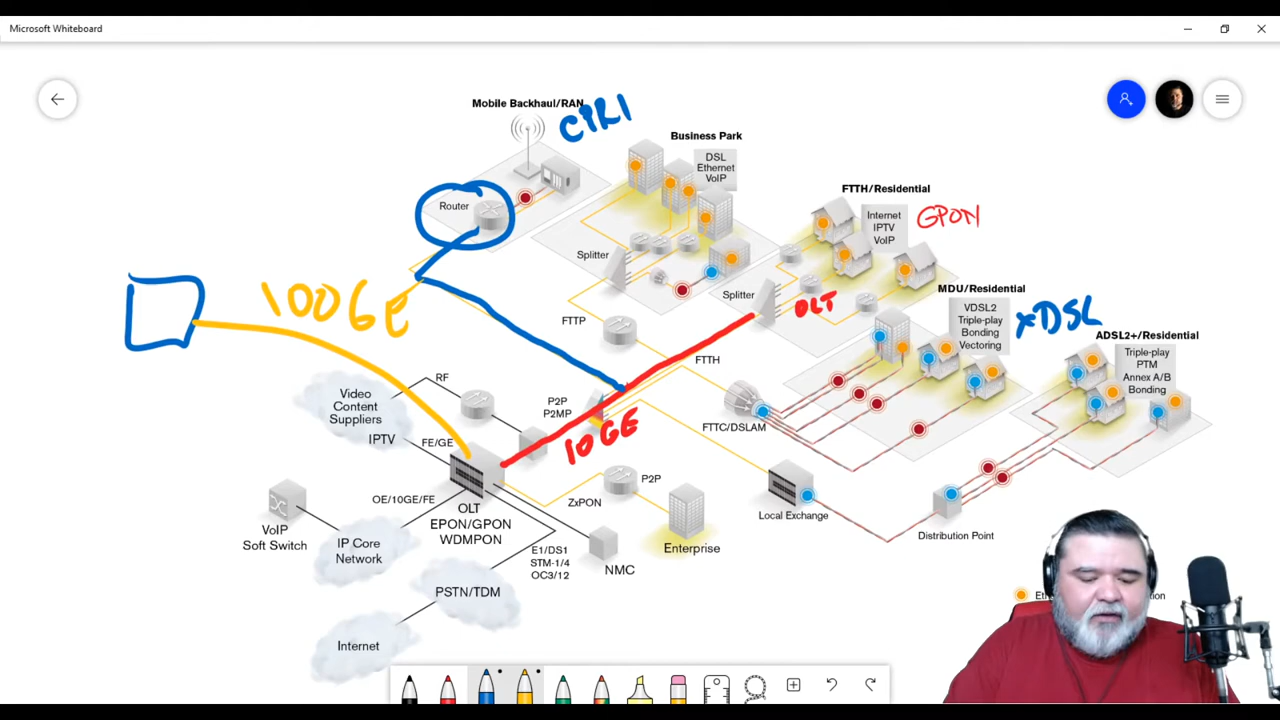 Microsoft Whiteboard
Mobile Backhaul/RAN
CIR1
Business Park
DSL
Ethernet
VoIP
Router
FTTH/Residential
Internet
IPTV
VoIP
GPON
Splitter
Splitter
OLT
MDU/Residential
VDSL2
Triple-play
Bonding
Vectoring
xDSL
ADSL2+/Residential
Triple-play
PTM
Annex A/B
Bonding
100GE
FTTP
FTTH
RF
Video
Content
Suppliers
IPTV
FE/GE
P2P
P2MP
10GE
FTTC/DSLAM
OE/10GE/FE
OLT
EPON/GPON
WDMPON
ZxPON
P2P
Local Exchange
Distribution Point
VoIP
Soft Switch
IP Core
Network
E1/DS1
STM-1/4
OC3/12
NMC
Enterprise
PSTN/TDM
Internet